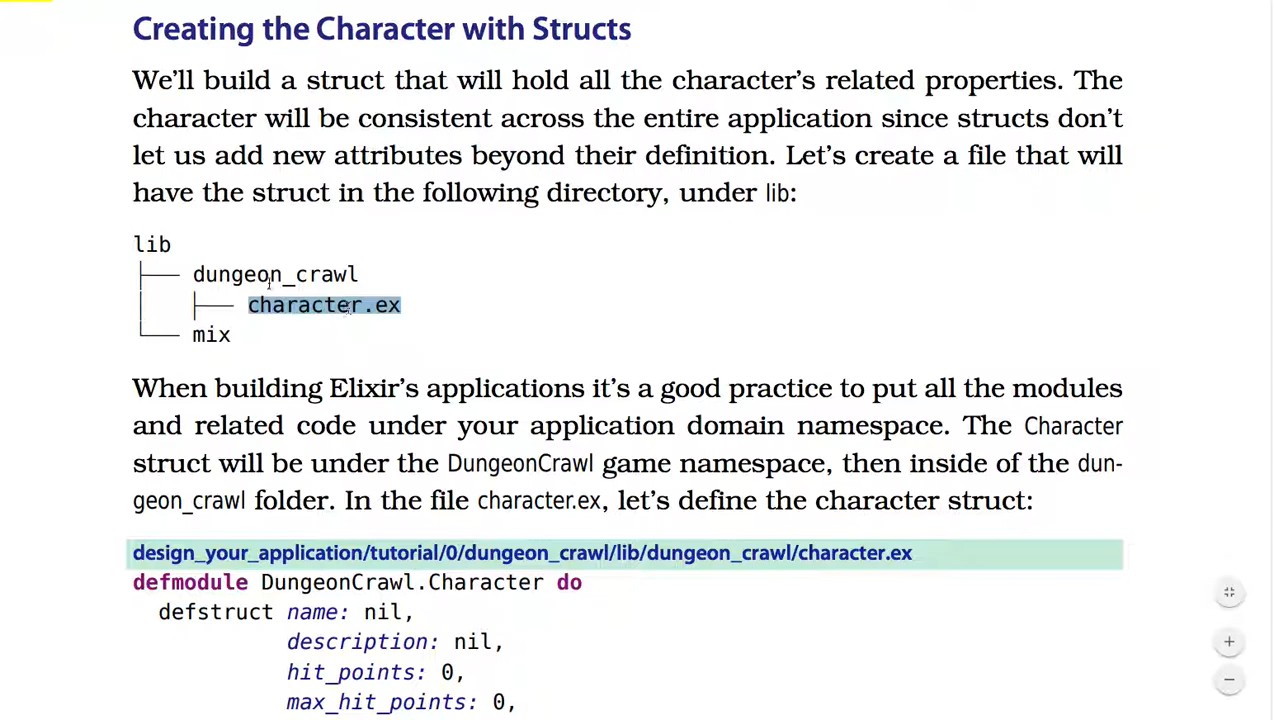 Creating the Character with Structs
We'll build a struct that will hold all the character's related properties. The
character will be consistent across the entire application since structs don't
let us add new attributes beyond their definition. Let's create a file that will
have the struct in the following directory, under lib:
lib
├── dungeon_crawl
│   ├── character.ex
└── mix
When building Elixir's applications it's a good practice to put all the modules
and related code under your application domain namespace. The Character
struct will be under the DungeonCrawl game namespace, then inside of the dun-
geon_crawl folder. In the file character.ex, let's define the character struct:
design_your_application/tutorial/0/dungeon_crawl/lib/dungeon_crawl/character.ex
defmodule DungeonCrawl.Character do
  defstruct name: nil,
            description: nil,
            hit_points: 0,
            max_hit_points: 0,